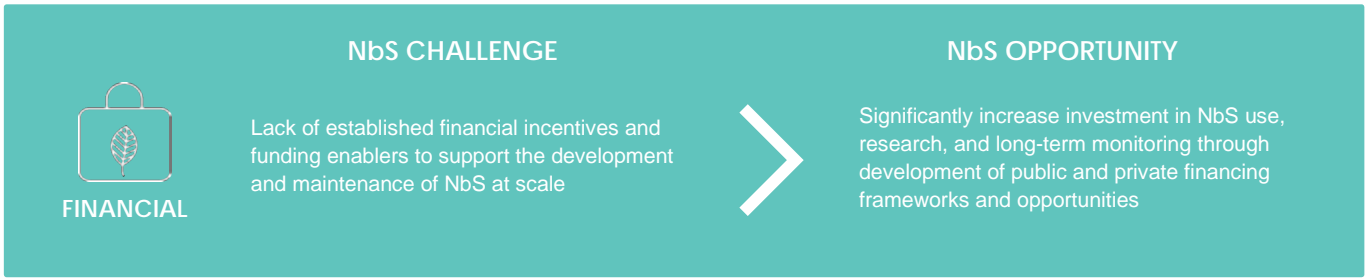 NbS CHALLENGE
NbS OPPORTUNITY
FINANCIAL
Lack of established financial incentives and
funding enablers to support the development
and maintenance of NbS at scale
Significantly increase investment in NbS use,
research, and long-term monitoring through
development of public and private financing
frameworks and opportunities